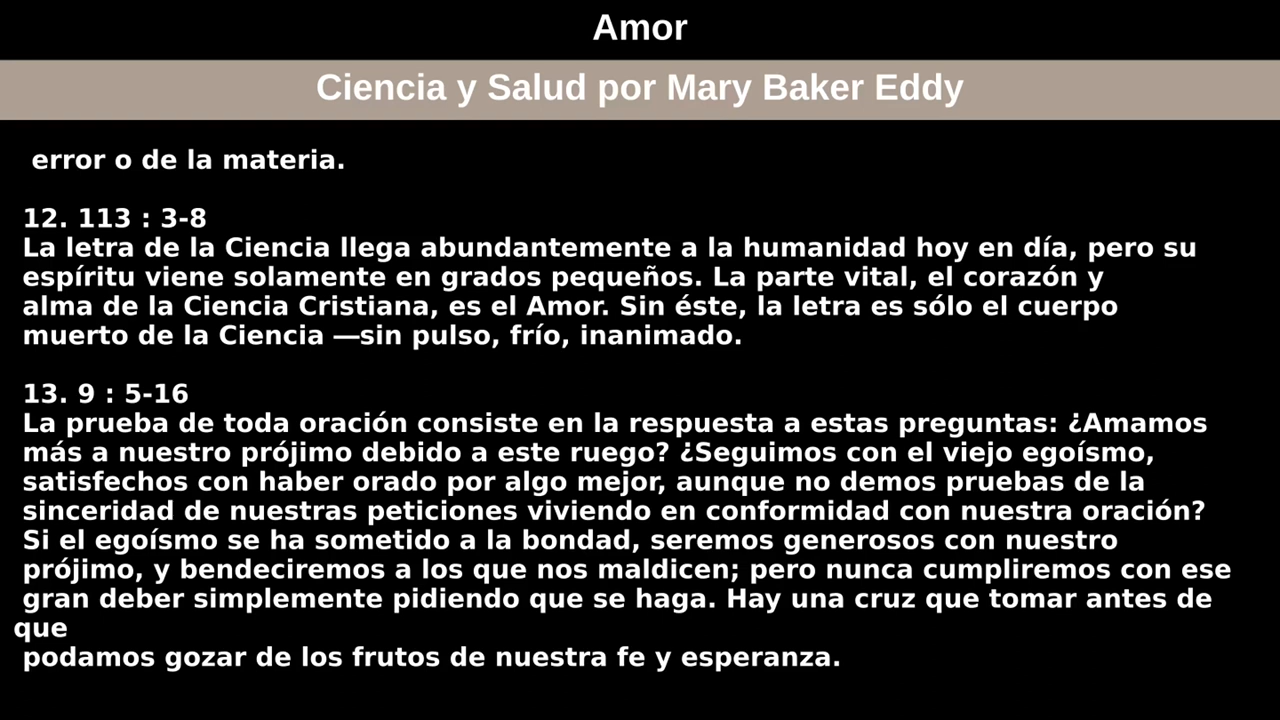 Amor
Ciencia y Salud por Mary Baker Eddy
error o de la materia.
12. 113 : 3-8
La letra de la Ciencia llega abundantemente a la humanidad hoy en día, pero su
espíritu viene solamente en grados pequeños. La parte vital, el corazón y
alma de la Ciencia Cristiana, es el Amor. Sin éste, la letra es sólo el cuerpo
muerto de la Ciencia —sin pulso, frío, inanimado.
13. 9 : 5-16
La prueba de toda oración consiste en la respuesta a estas preguntas: ¿Amamos
más a nuestro prójimo debido a este ruego? ¿Seguimos con el viejo egoísmo,
satisfechos con haber orado por algo mejor, aunque no demos pruebas de la
sinceridad de nuestras peticiones viviendo en conformidad con nuestra oración?
Si el egoísmo se ha sometido a la bondad, seremos generosos con nuestro
prójimo, y bendeciremos a los que nos maldicen; pero nunca cumpliremos con ese
gran deber simplemente pidiendo que se haga. Hay una cruz que tomar antes de
que
podamos gozar de los frutos de nuestra fe y esperanza.